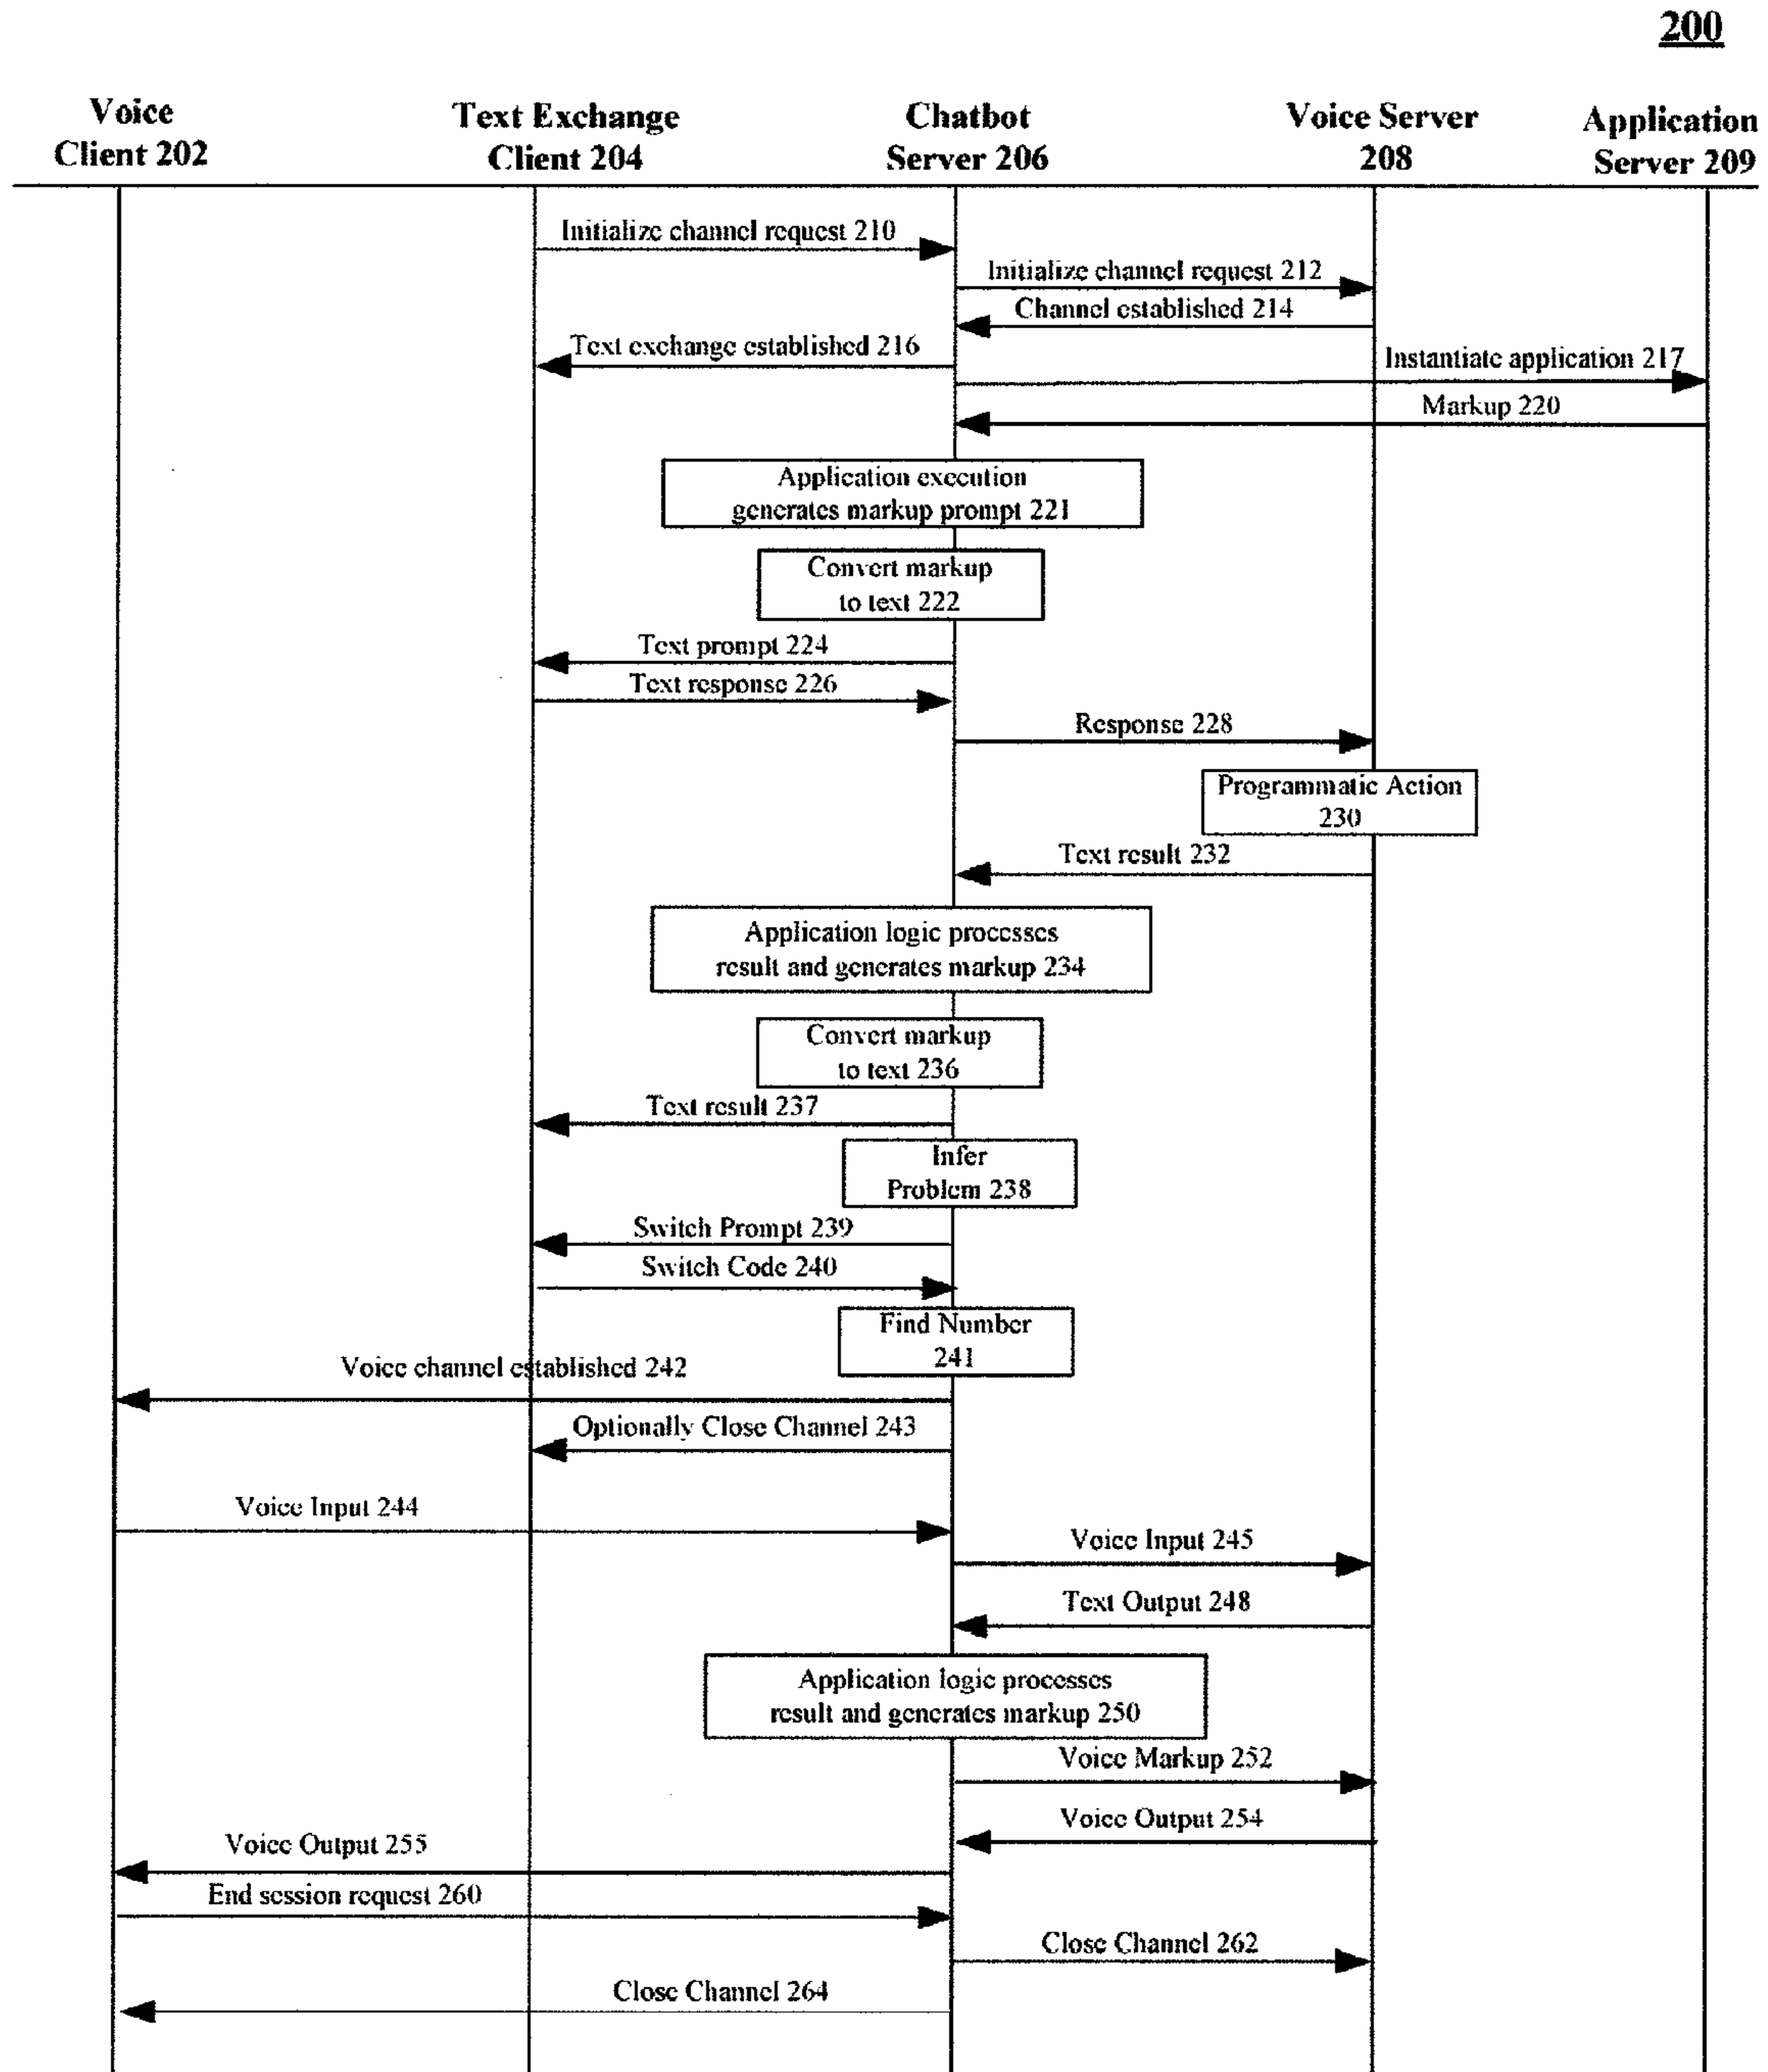 200
Voice
Client 202
Text Exchange
Client 204
Chatbot
Server 206
Voice Server
208
Application
Server 209
Initialize channel request 210
Initialize channel request 212
Channel established 214
Text exchange established 216
Instantiate application 217
Markup 220
Application execution
generates markup prompt 221
Convert markup
to text 222
Text prompt 224
Text response 226
Response 228
Programmatic Action
230
Text result 232
Application logic processes
result and generates markup 234
Convert markup
to text 236
Text result 237
Infer
Problem 238
Switch Prompt 239
Switch Code 240
Find Number
241
Voice channel established 242
Optionally Close Channel 243
Voice Input 244
Voice Input 245
Text Output 248
Application logic processes
result and generates markup 250
Voice Markup 252
Voice Output 254
Voice Output 255
End session request 260
Close Channel 262
Close Channel 264